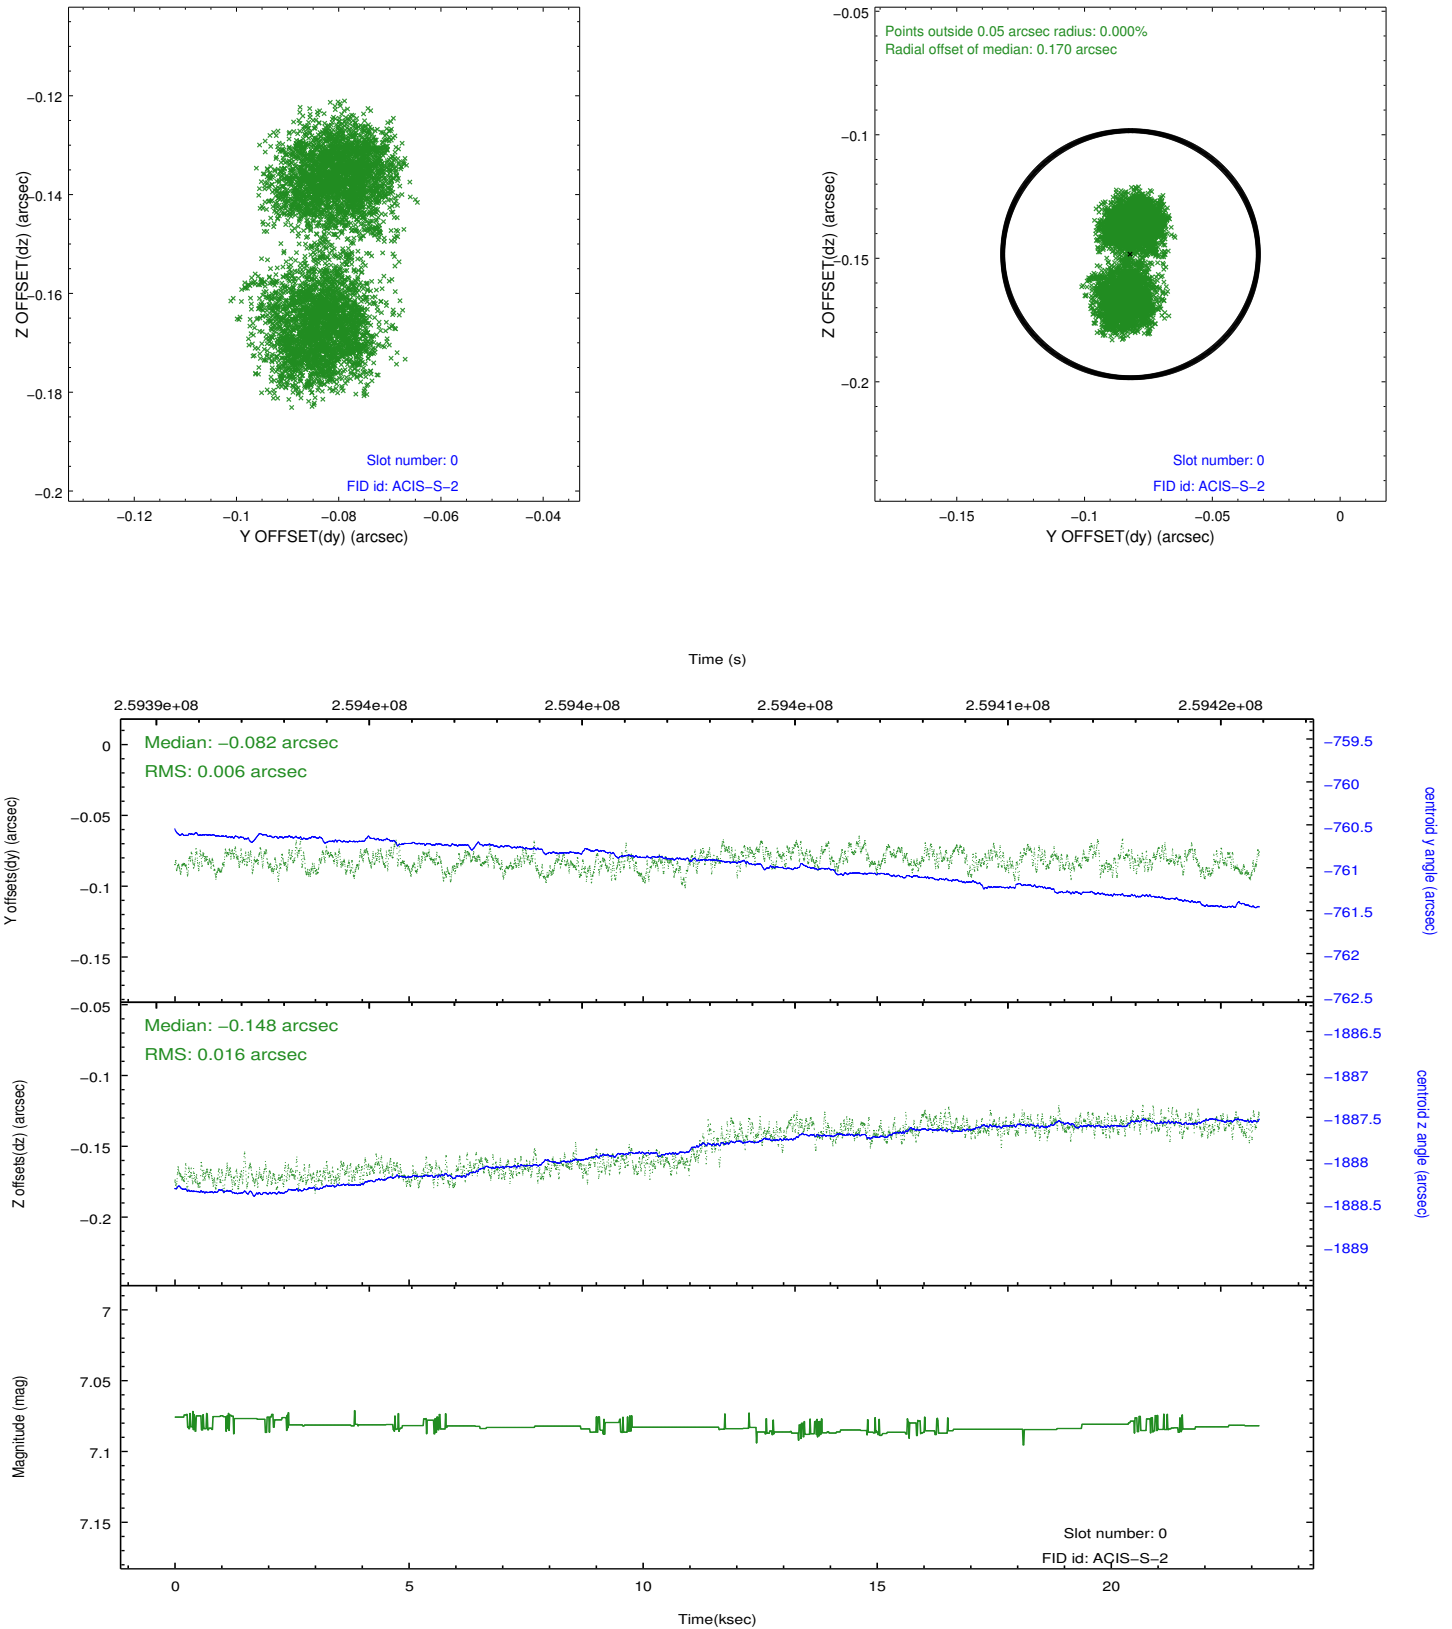 −0.12
−0.14
−0.16
−0.18
−0.2
Z OFFSET(dz) (arcsec)
Slot number: 0
FID id: ACIS−S−2
−0.12 −0.1 −0.08 −0.06 −0.04
Y OFFSET(dy) (arcsec)
−0.05
−0.1
−0.15
−0.2
Z OFFSET(dz) (arcsec)
Points outside 0.05 arcsec radius: 0.000%
Radial offset of median: 0.170 arcsec
Slot number: 0
FID id: ACIS−S−2
−0.15 −0.1 −0.05 0
Y OFFSET(dy) (arcsec)
Time (s)
2.5939e+08 2.594e+08 2.594e+08 2.594e+08 2.5941e+08 2.5942e+08
Median: −0.082 arcsec
RMS: 0.006 arcsec
0
−0.05
−0.1
−0.15
Y offsets(dy) (arcsec)
−759.5
−760
−760.5
−761
−761.5
−762
−762.5
centroid y angle (arcsec)
Median: −0.148 arcsec
RMS: 0.016 arcsec
−0.05
−0.1
−0.15
−0.2
Z offsets(dz) (arcsec)
−1886.5
−1887
−1887.5
−1888
−1888.5
−1889
centroid z angle (arcsec)
7
7.05
7.1
7.15
Magnitude (mag)
Slot number: 0
FID id: ACIS−S−2
0 5 10 15 20
Time(ksec)